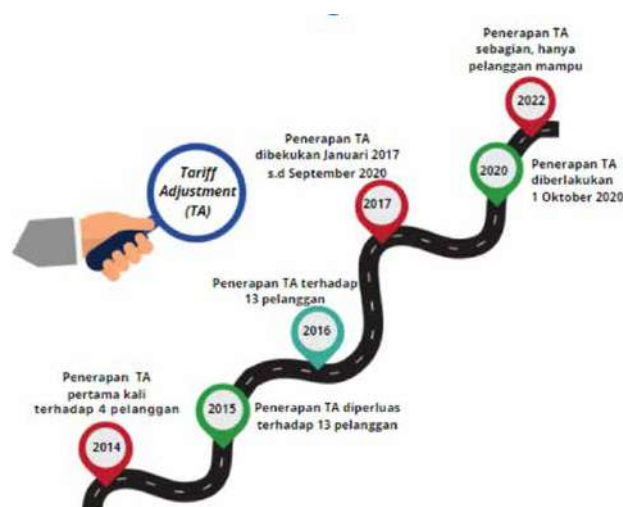 Penerapan TA
sebagian, hanya
pelanggan mampu
2022
Penerapan TA
dibekukan Januari 2017
s.d September 2020
Tariff
Adjustment
(TA)
2020
Penerapan TA
diberlakukan
1 Oktober 2020
2017
Penerapan TA terhadap
13 pelanggan
2016
Penerapan TA
pertama kali
terhadap 4 pelanggan
2015
Penerapan TA diperluas
terhadap 13 pelanggan
2014